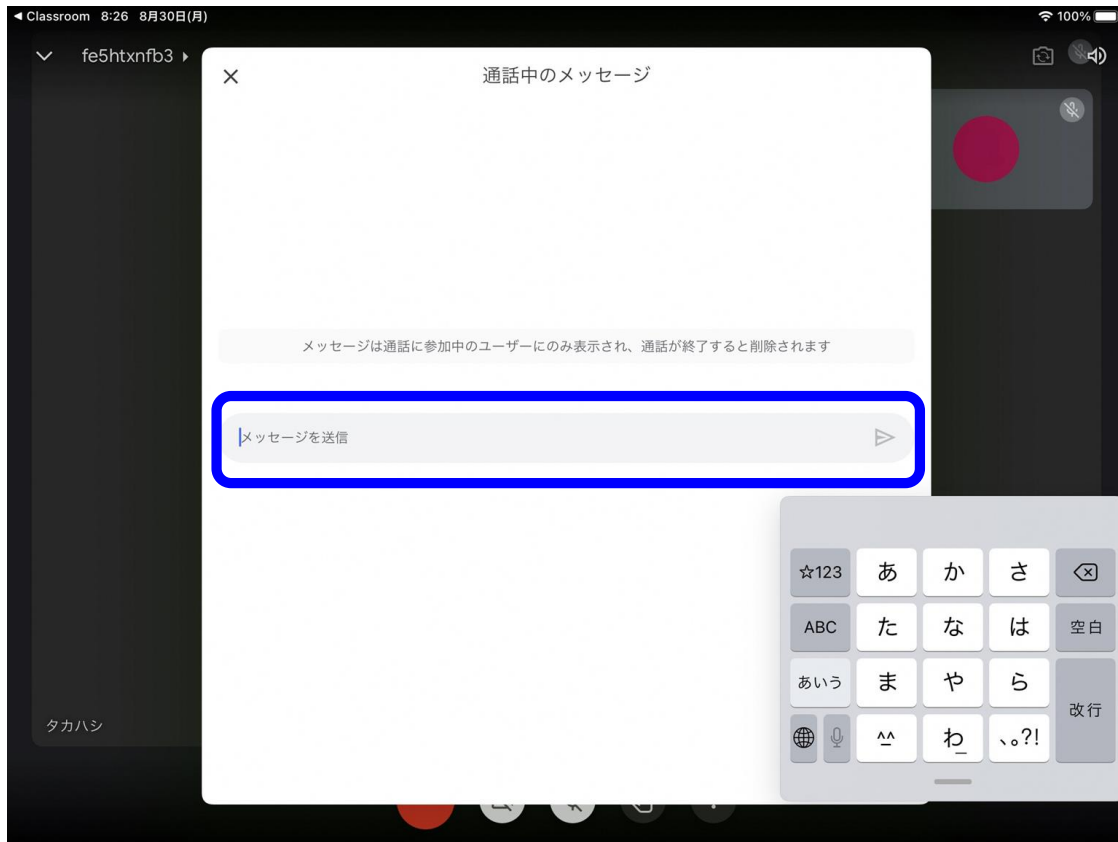 ◀ Classroom 8:26 8月30日(月) 100%
fe5htxnfb3
通話中のメッセージ
メッセージは通話に参加中のユーザーにのみ表示され、通話が終了すると削除されます
メッセージを送信
☆123 あ か さ
ABC た な は 空白
あいう ま や ら
改行
^^ わ 、。?!
タカハシ